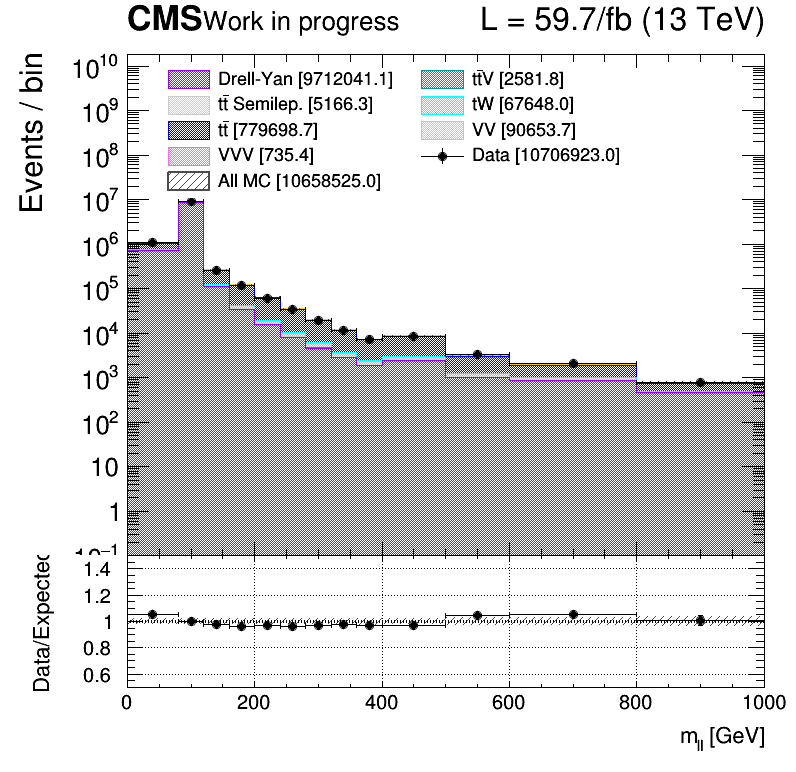 CMS Work in progress L = 59.7/fb (13 TeV)
Events / bin
10¹⁰
10⁹
10⁸
10⁷
10⁶
10⁵
10⁴
10³
10²
10
1
10⁻¹
Drell-Yan [9712041.1]
tt̄ Semilep. [5166.3]
tt̄ [779698.7]
VVV [735.4]
All MC [10658525.0]
tt̄V [2581.8]
tW [67648.0]
VV [90653.7]
Data [10706923.0]
Data/Expected
1.4
1.2
1
0.8
0.6
0 200 400 600 800 1000
m_ll [GeV]